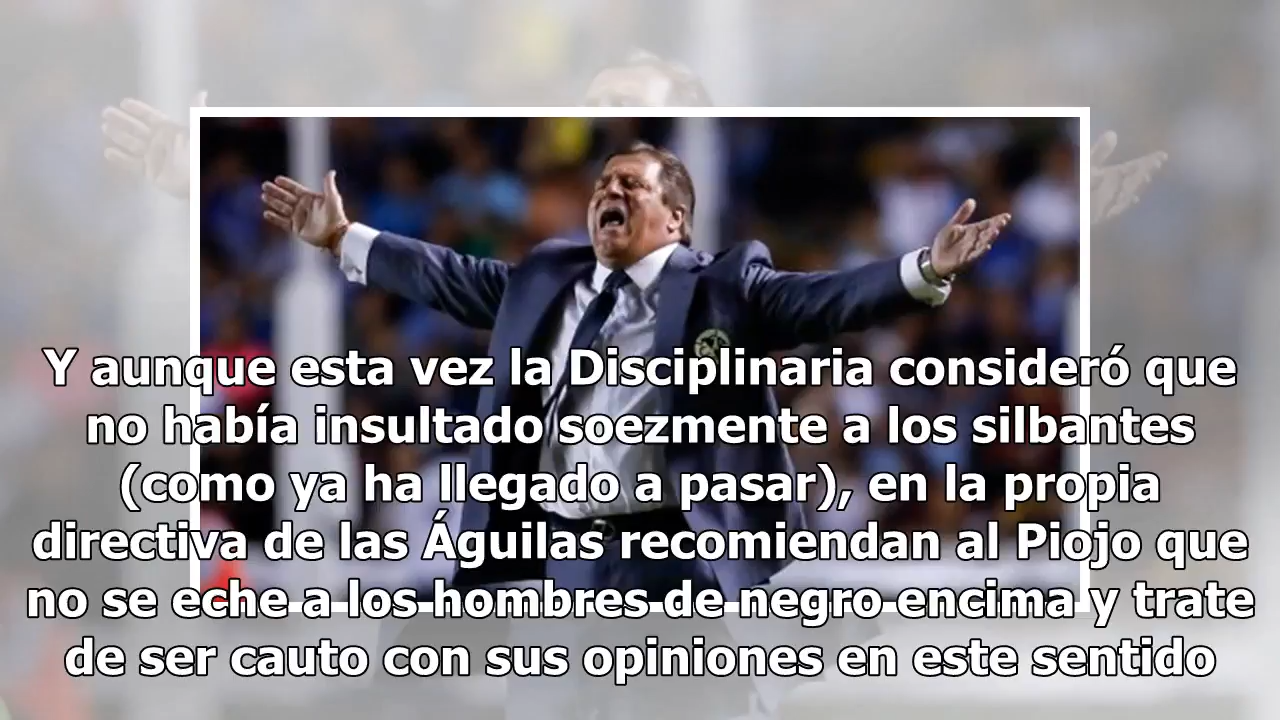 Y aunque esta vez la Disciplinaria consideró que
no había insultado soezmente a los silbantes
(como ya ha llegado a pasar), en la propia
directiva de las Águilas recomiendan al Piojo que
no se eche a los hombres de negro encima y trate
de ser cauto con sus opiniones en este sentido